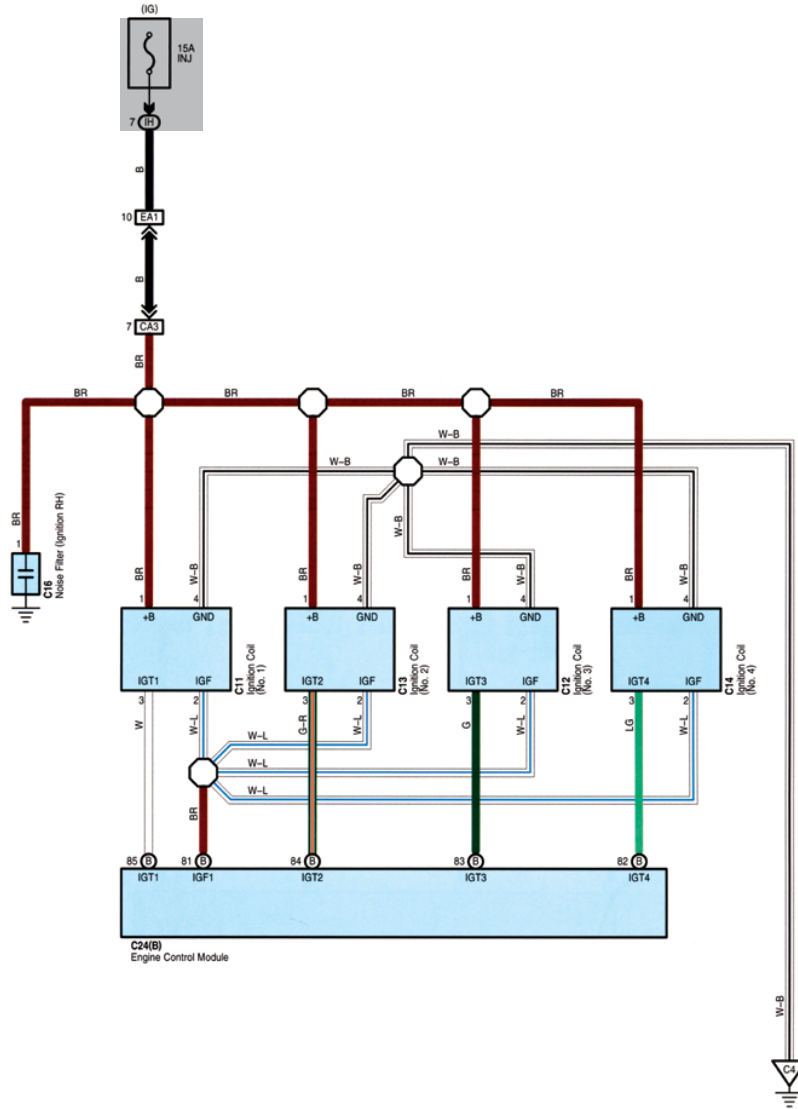 (IG)
15A
INJ
7 IH
B
10 EA1
B
7 CA3
BR
BR BR BR BR
W-B
W-B W-B
W-B
BR
1
C16
Noise Filter (Ignition RH)
BR W-B BR W-B BR W-B BR W-B
1 4 1 4 1 4 1 4
+B GND +B GND +B GND +B GND
C11
Ignition Coil
(No. 1)
C13
Ignition Coil
(No. 2)
C12
Ignition Coil
(No. 3)
C14
Ignition Coil
(No. 4)
IGT1 IGF IGT2 IGF IGT3 IGF IGT4 IGF
3 2 3 2 3 2 3 2
W W-L G-R W-L G W-L LG W-L
W-L
W-L
W-L
BR
85 B 81 B 84 B 83 B 82 B
IGT1 IGF1 IGT2 IGT3 IGT4
C24(B)
Engine Control Module
W-B
C4